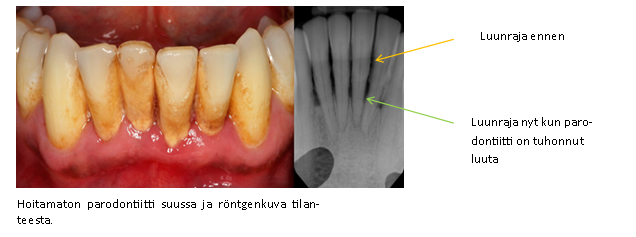 Luunraja ennen
Luunraja nyt kun paro-
dontiitti on tuhonnut
luuta
Hoitamaton parodontiitti suussa ja röntgenkuva tilan-
teesta.